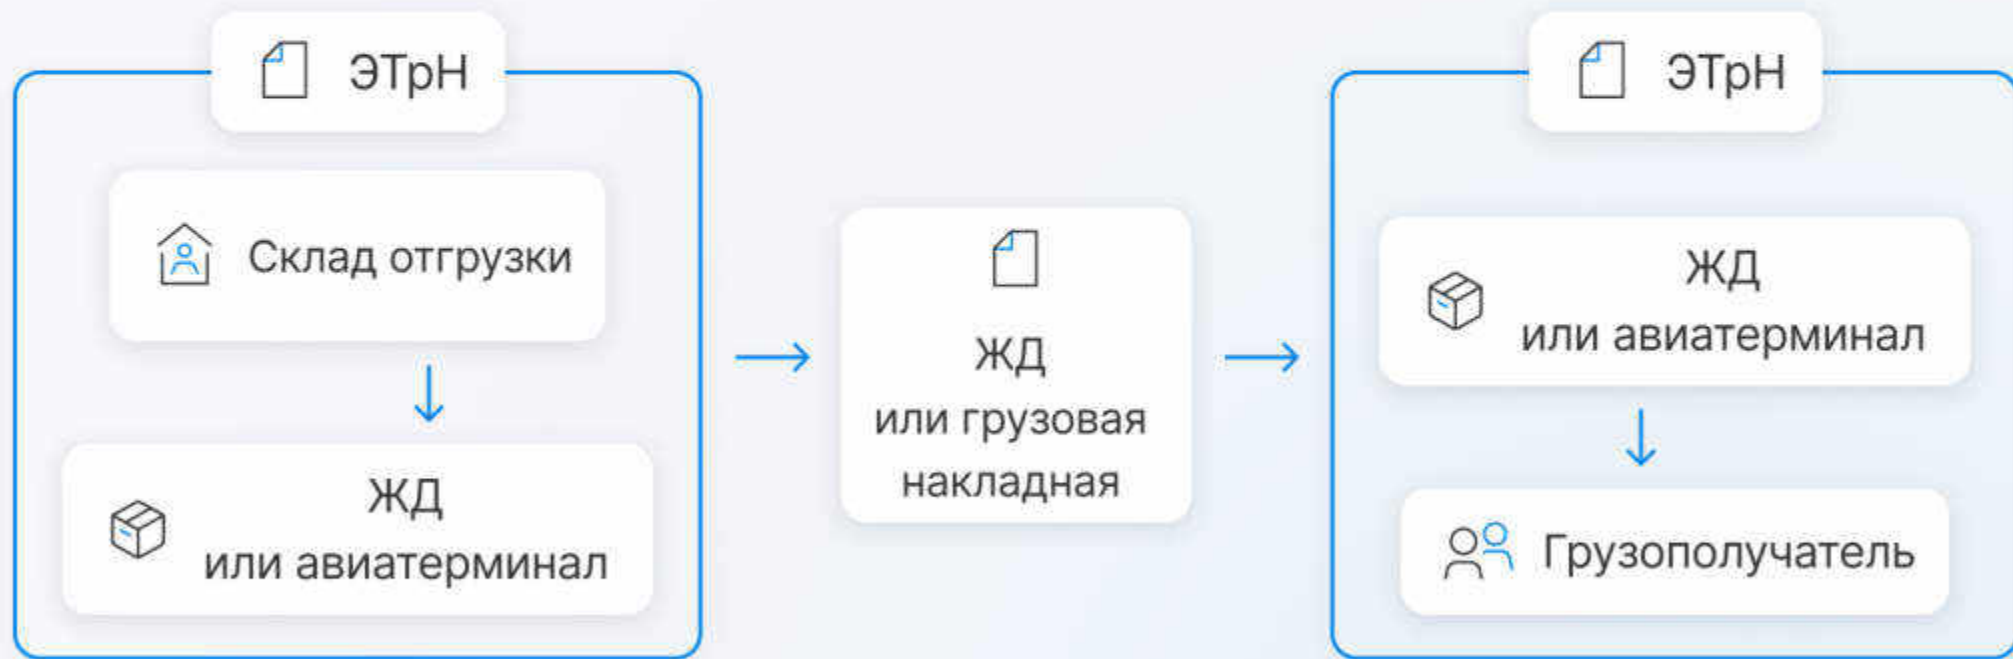 ЭТрН
Склад отгрузки
ЖД
или авиатерминал
ЖД
или грузовая
накладная
ЭТрН
ЖД
или авиатерминал
Грузополучатель